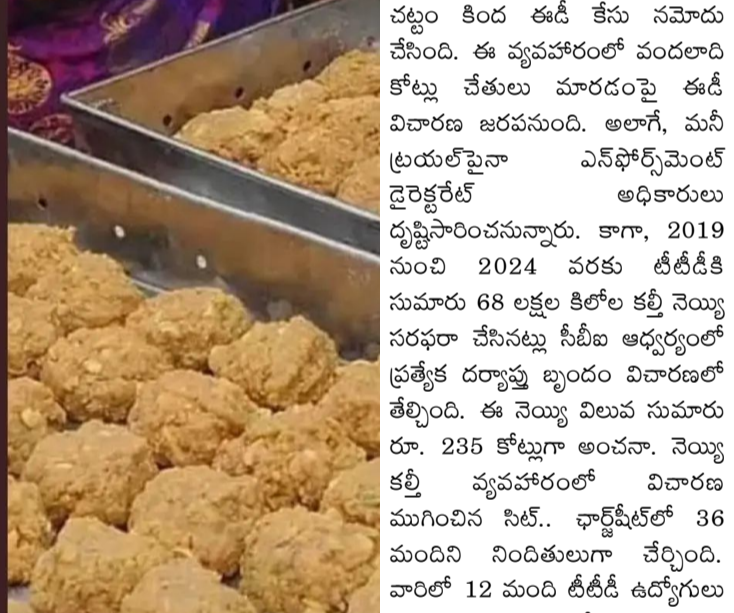 చట్టం కింద ఈడీ కేసు నమోదు
చేసింది. ఈ వ్యవహారంలో వందలాది
కోట్లు చేతులు మారడంపై ఈడీ
విచారణ జరపనుంది. అలాగే, మనీ
ట్రయల్‌పైనా ఎన్‌ఫోర్స్‌మెంట్
డైరెక్టరేట్ అధికారులు
దృష్టిసారించనున్నారు. కాగా, 2019
నుంచి 2024 వరకు టీటీడీకి
సుమారు 68 లక్షల కిలోల కల్తీ నెయ్యి
సరఫరా చేసినట్లు సీబీఐ ఆధ్వర్యంలో
ప్రత్యేక దర్యాప్తు బృందం విచారణలో
తేల్చింది. ఈ నెయ్యి విలువ సుమారు
రూ. 235 కోట్లుగా అంచనా. నెయ్యి
కల్తీ వ్యవహారంలో విచారణ
ముగించిన సిట్.. ఛార్జ్‌షీట్‌లో 36
మందిని నిందితులుగా చేర్చింది.
వారిలో 12 మంది టీటీడీ ఉద్యోగులు